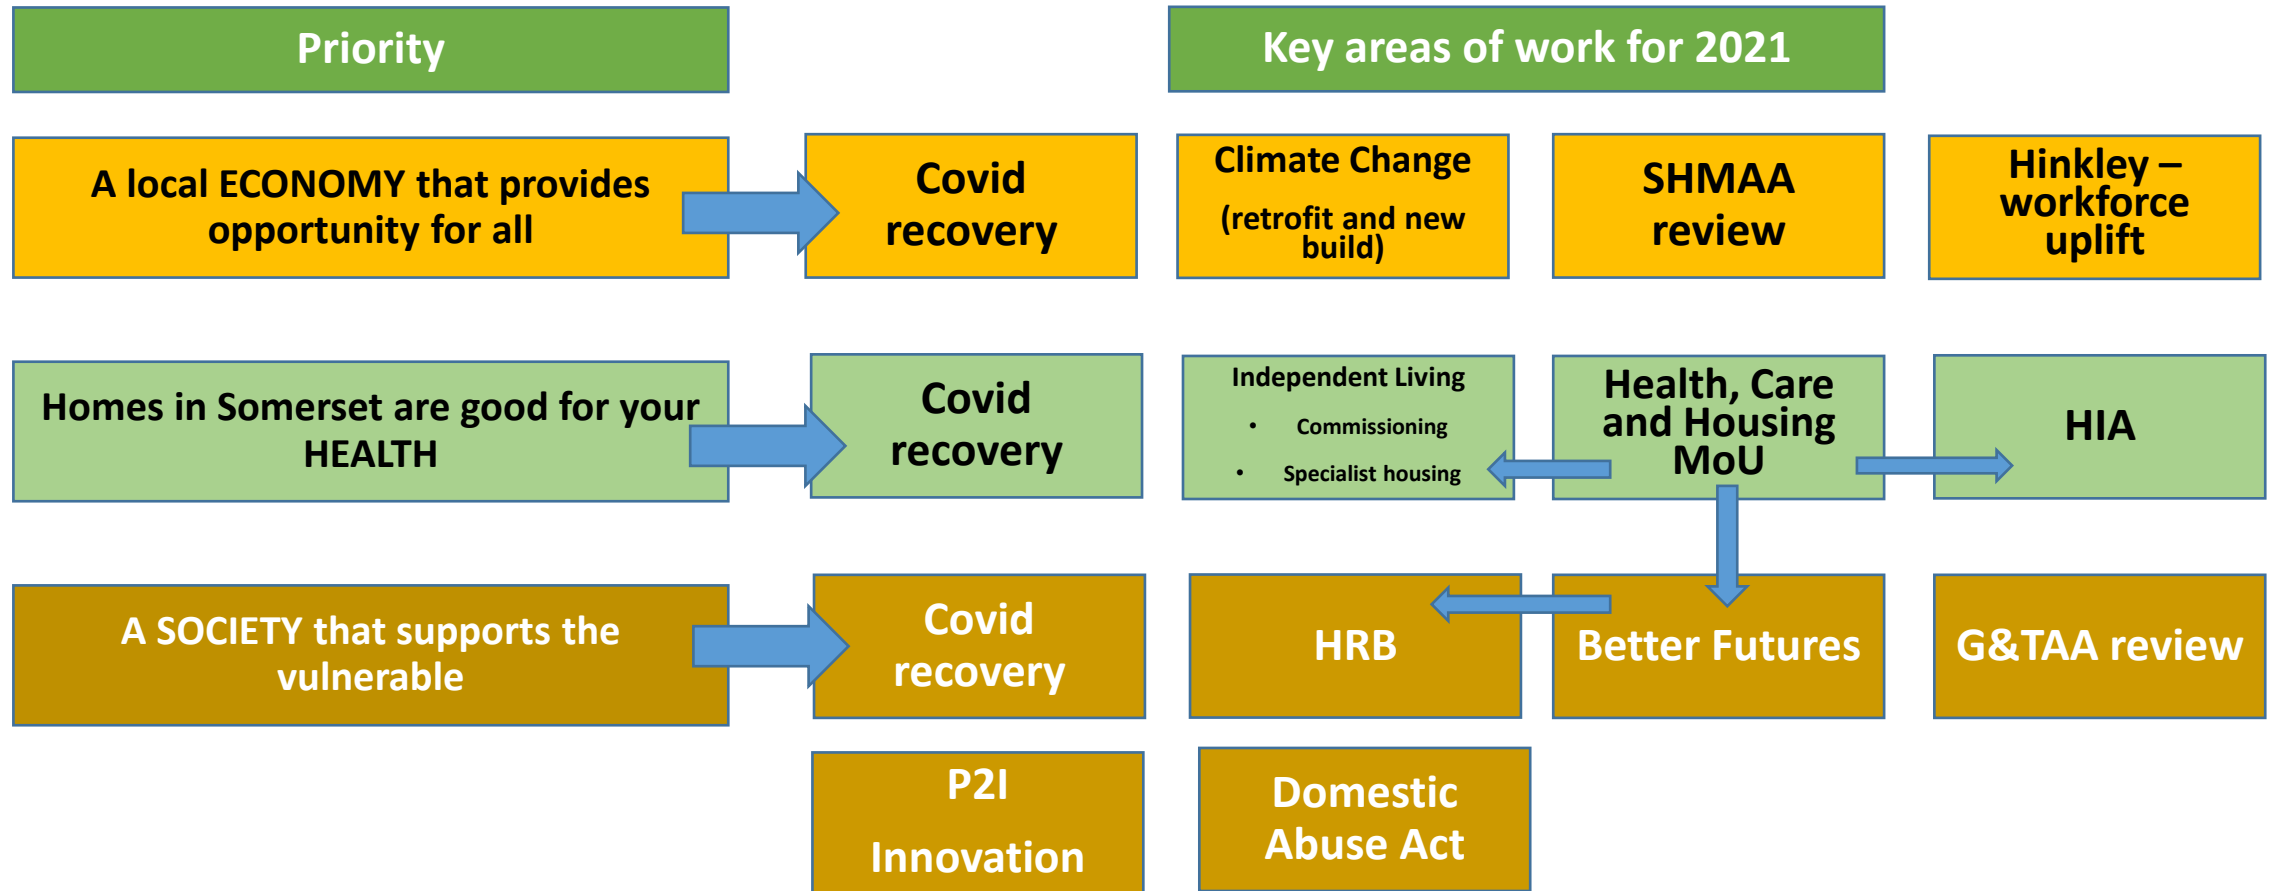 Priority
Key areas of work for 2021
A local ECONOMY that provides
opportunity for all
Covid
recovery
Climate Change
(retrofit and new
build)
SHMAA
review
Hinkley –
workforce
uplift
Homes in Somerset are good for your
HEALTH
Covid
recovery
Independent Living
• Commissioning
• Specialist housing
Health, Care
and Housing
MoU
HIA
A SOCIETY that supports the
vulnerable
Covid
recovery
HRB
Better Futures
G&TAA review
P2I
Innovation
Domestic
Abuse Act